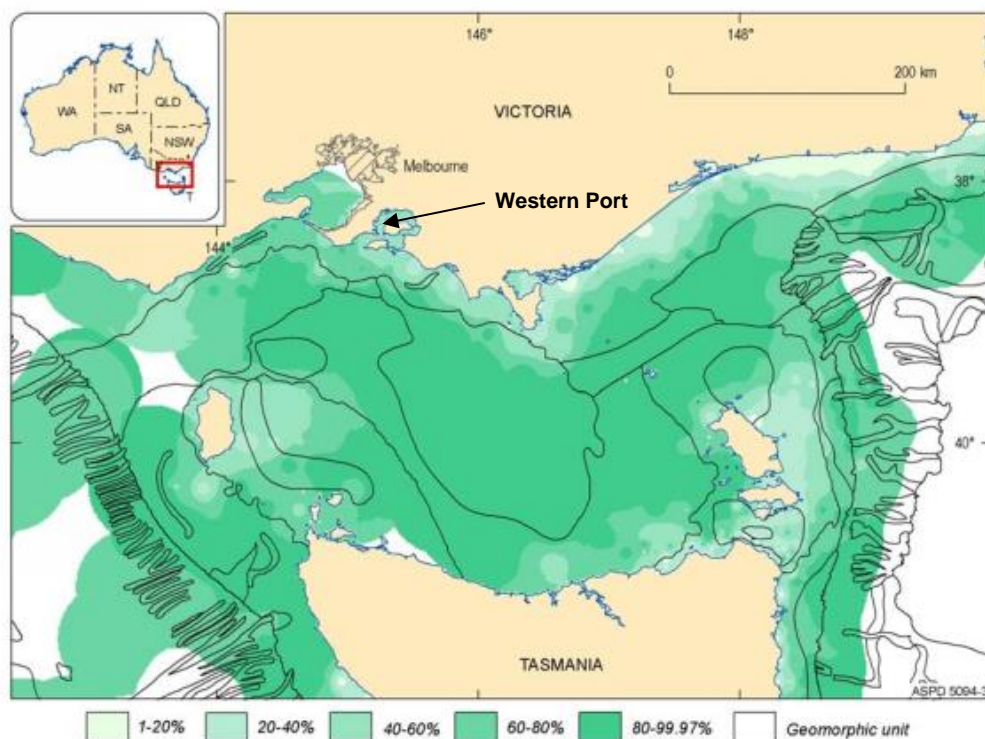 146°
148°
0
200 km
NT
WA
QLD
SA
NSW
T
VICTORIA
Melbourne
Western Port
38°
144°
40°
TASMANIA
ASPD 5094-3
1-20%
20-40%
40-60%
60-80%
80-99.97%
Geomorphic unit